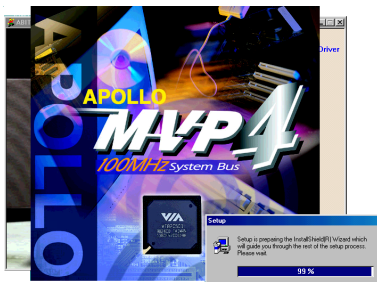 ABIT
Driver
APOLLO
APOLLO
MVP4
100MHz System Bus
VIA
Setup
Setup is preparing the InstallShield(R) Wizard which
will guide you through the rest of the setup process.
Please wait.
99 %